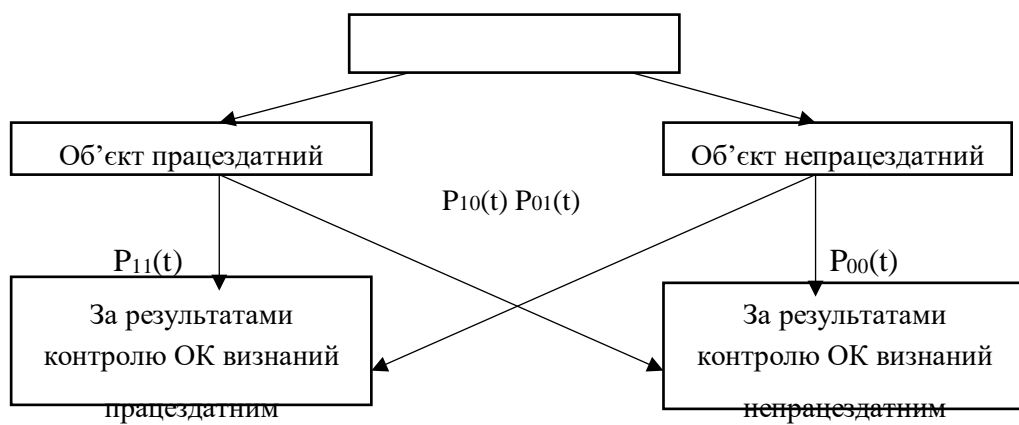 Об’єкт працездатний
Об’єкт непрацездатний
P10(t) P01(t)
P11(t)
P00(t)
За результатами
контролю ОК визнаний
працездатним
За результатами
контролю ОК визнаний
непрацездатним